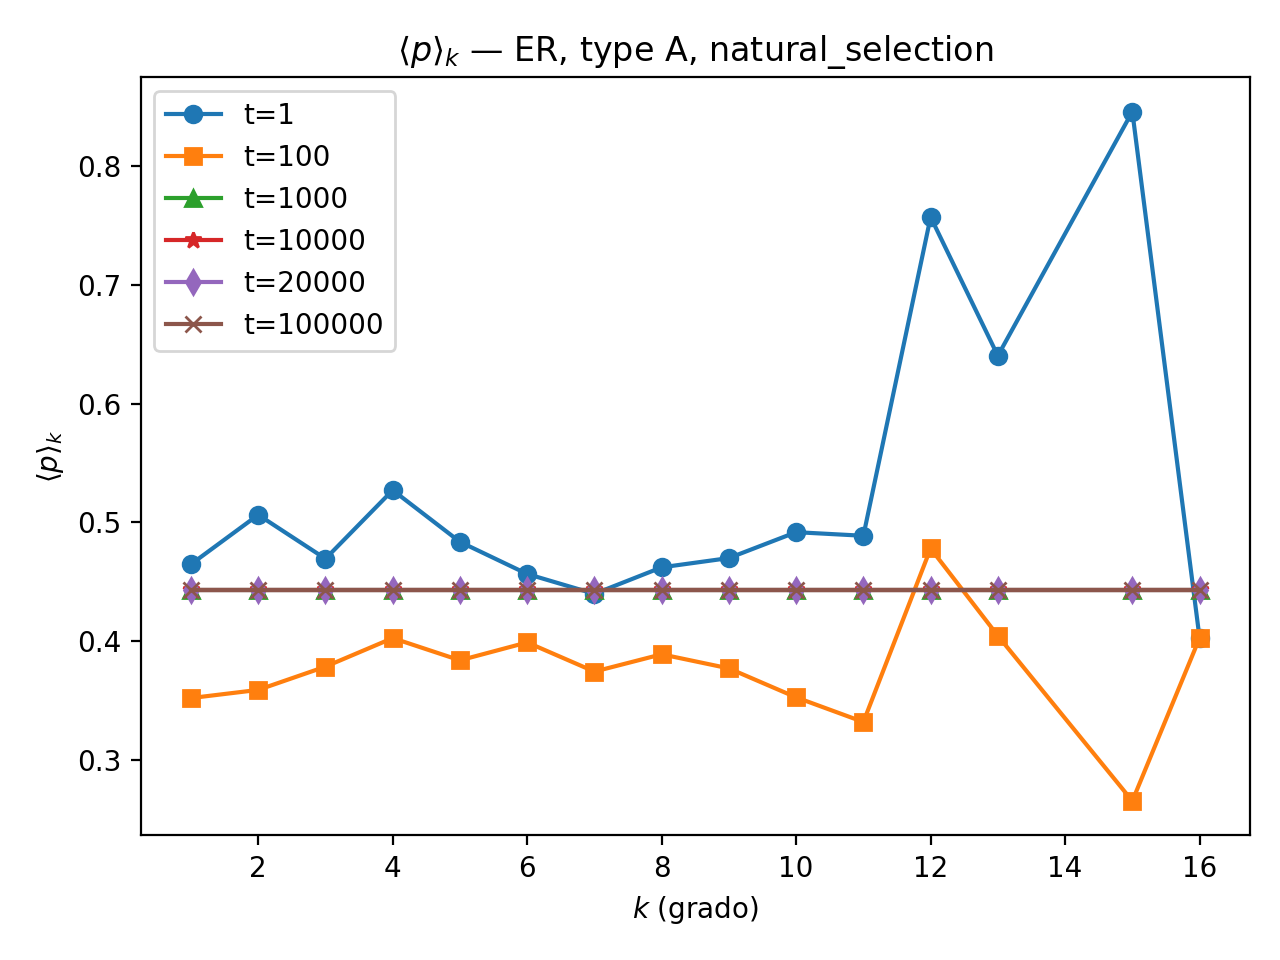 ⟨p⟩k — ER, type A, natural_selection
t=1
t=100
t=1000
t=10000
t=20000
t=100000
⟨p⟩k
0.8
0.7
0.6
0.5
0.4
0.3
2 4 6 8 10 12 14 16
k (grado)